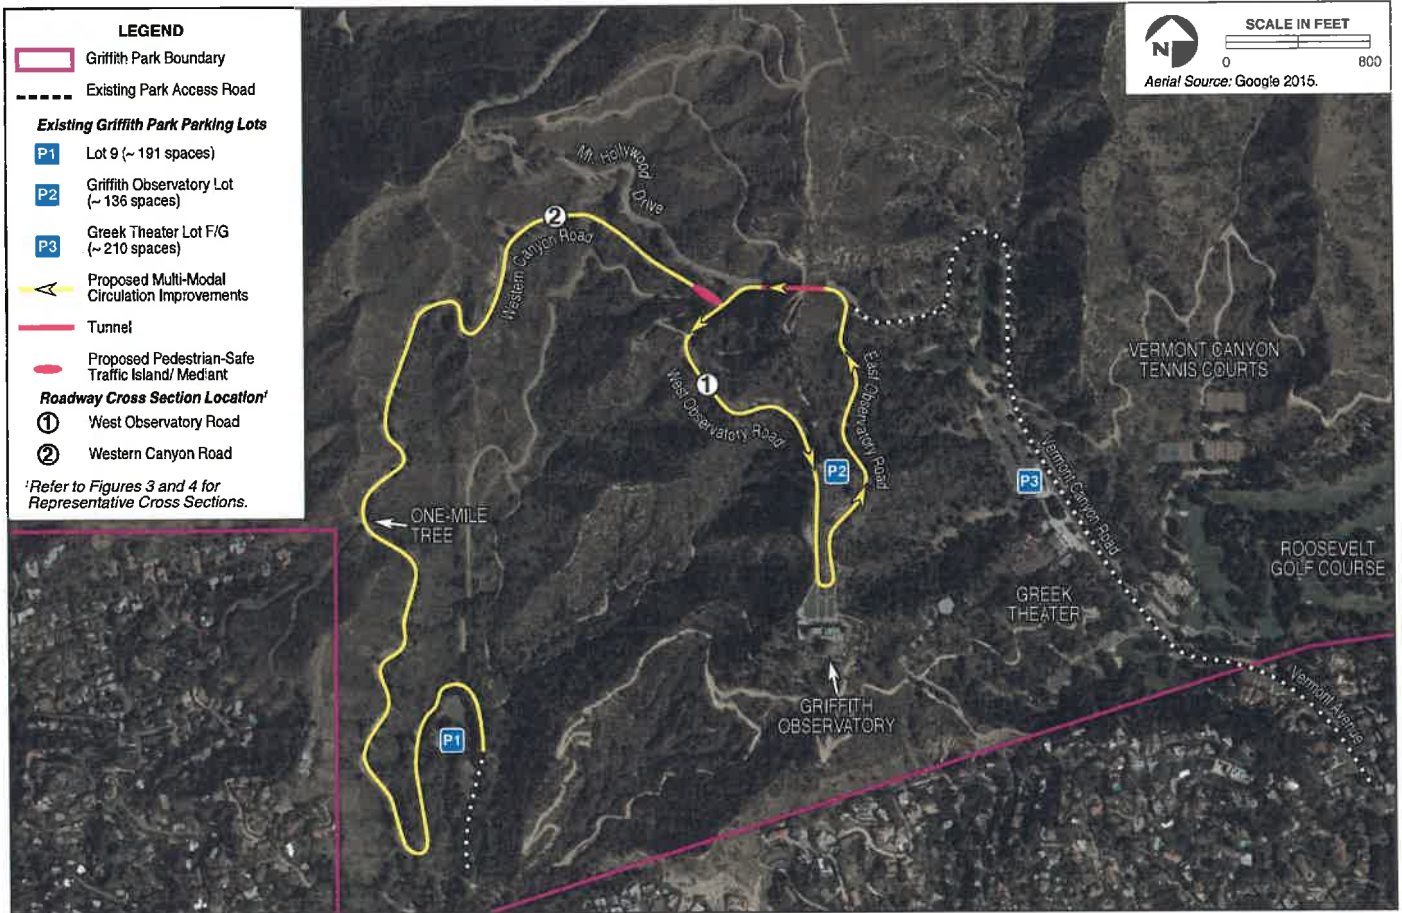 LEGEND
Griffith Park Boundary
Existing Park Access Road
Existing Griffith Park Parking Lots
P1 Lot 9 (~ 191 spaces)
P2 Griffith Observatory Lot
(~ 136 spaces)
P3 Greek Theater Lot F/G
(~ 210 spaces)
Proposed Multi-Modal
Circulation Improvements
Tunnel
Proposed Pedestrian-Safe
Traffic Island/ Mediant
Roadway Cross Section Location¹
1 West Observatory Road
2 Western Canyon Road
¹Refer to Figures 3 and 4 for
Representative Cross Sections.
N
SCALE IN FEET
0 800
Aerial Source: Google 2015.
Mt. Hollywood
Drive
2
Western Canyon Road
1
West Observatory Road
East Observatory Road
P2
VERMONT CANYON
TENNIS COURTS
P3
Vermont Canyon Road
ONE-MILE
TREE
ROOSEVELT
GOLF COURSE
GREEK
THEATER
GRIFFITH
OBSERVATORY
P1
Vermont Avenue